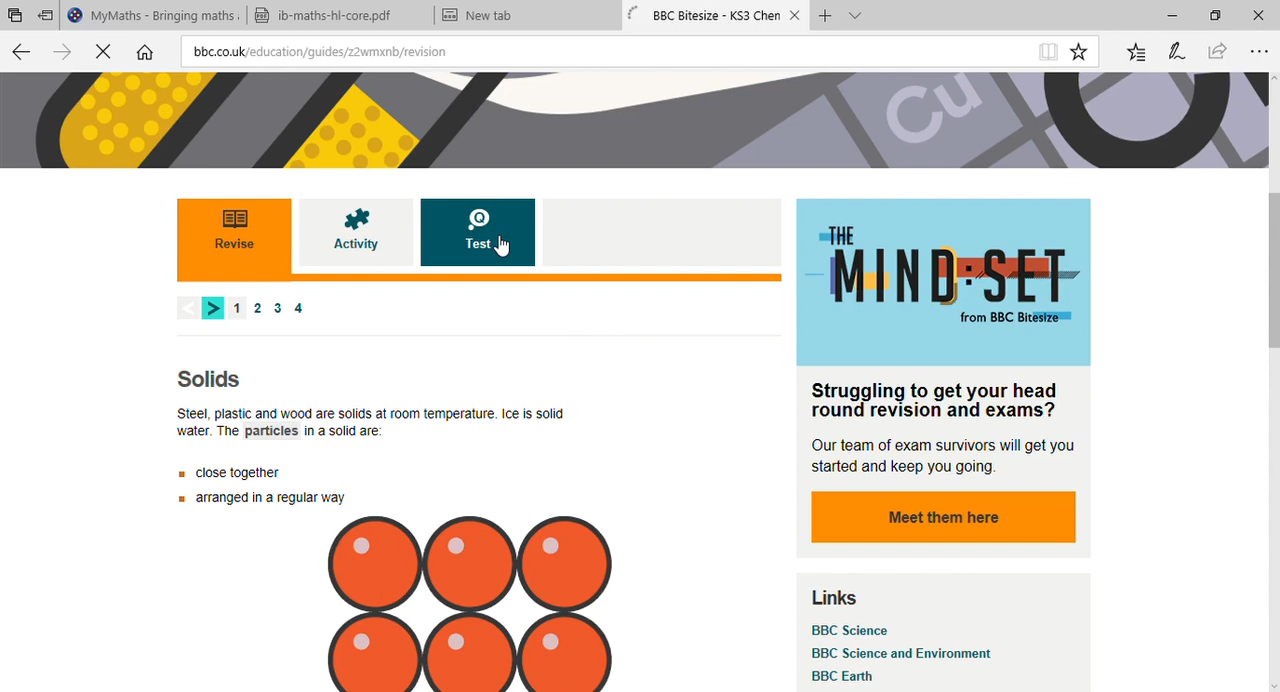 MyMaths - Bringing maths
ib-maths-hl-core.pdf
New tab
BBC Bitesize - KS3 Chem
bbc.co.uk/education/guides/z2wmxnb/revision
Cu
Revise
Activity
Test
< > 1 2 3 4
Solids
Steel, plastic and wood are solids at room temperature. Ice is solid
water. The particles in a solid are:
close together
arranged in a regular way
THE
MIND:SET
from BBC Bitesize
Struggling to get your head
round revision and exams?
Our team of exam survivors will get you
started and keep you going.
Meet them here
Links
BBC Science
BBC Science and Environment
BBC Earth